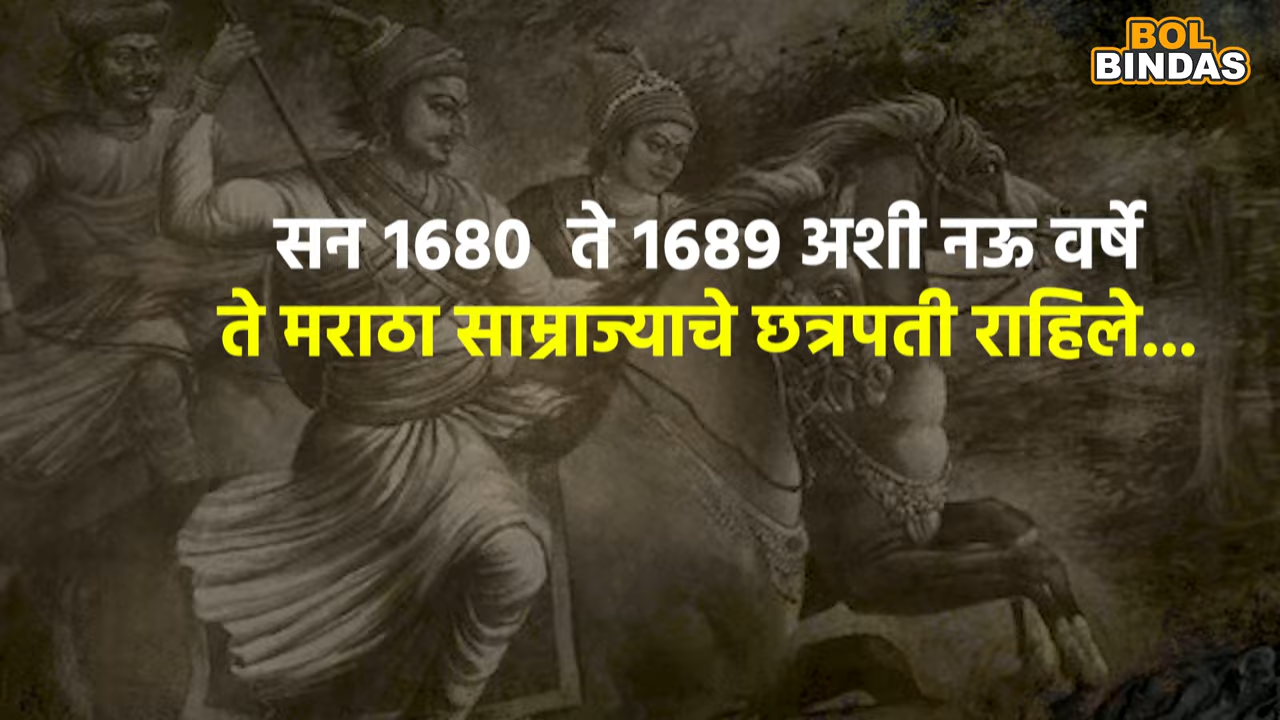 BOL
BINDAS
सन 1680 ते 1689 अशी नऊ वर्षे
ते मराठा साम्राज्याचे छत्रपती राहिले...